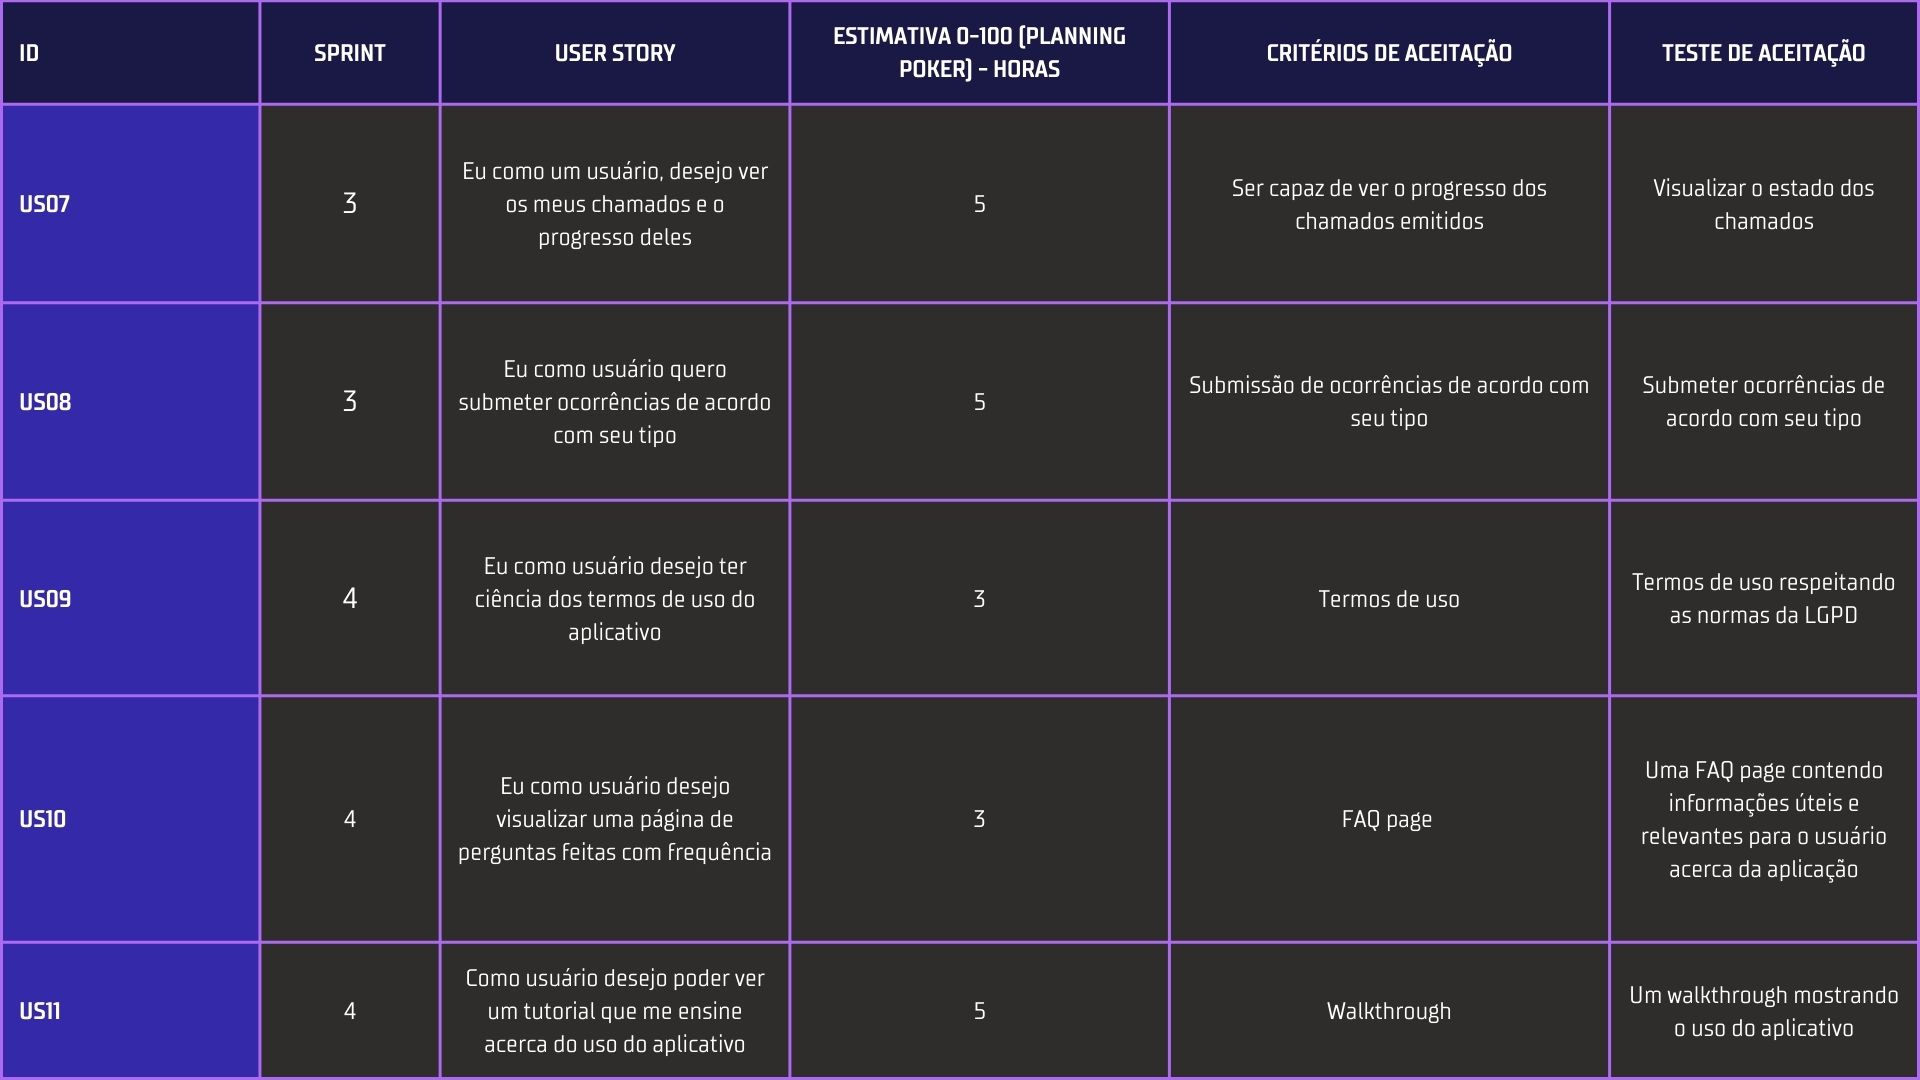 ID
SPRINT
USER STORY
ESTIMATIVA 0-100 (PLANNING
POKER) - HORAS
CRITÉRIOS DE ACEITAÇÃO
TESTE DE ACEITAÇÃO
US07
3
Eu como um usuário, desejo ver
os meus chamados e o
progresso deles
5
Ser capaz de ver o progresso dos
chamados emitidos
Visualizar o estado dos
chamados
US08
3
Eu como usuário quero
submeter ocorrências de acordo
com seu tipo
5
Submissão de ocorrências de acordo com
seu tipo
Submeter ocorrências de
acordo com seu tipo
US09
4
Eu como usuário desejo ter
ciência dos termos de uso do
aplicativo
3
Termos de uso
Termos de uso respeitando
as normas da LGPD
US10
4
Eu como usuário desejo
visualizar uma página de
perguntas feitas com frequência
3
FAQ page
Uma FAQ page contendo
informações úteis e
relevantes para o usuário
acerca da aplicação
US11
4
Como usuário desejo poder ver
um tutorial que me ensine
acerca do uso do aplicativo
5
Walkthrough
Um walkthrough mostrando
o uso do aplicativo